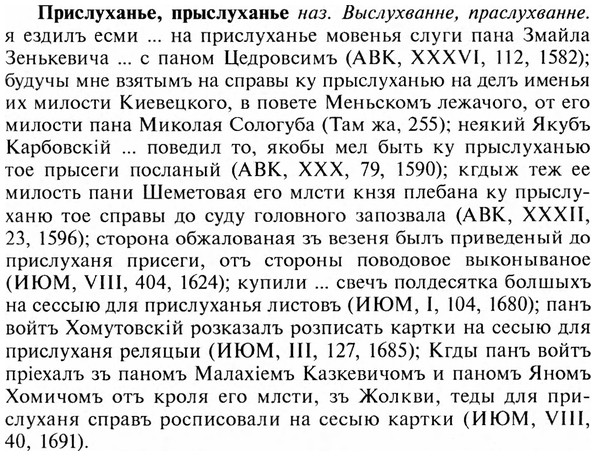 Прислуханье, прыслуханье наз. Выслухванне, праслухванне.
я ездилъ есми ... на прислуханье мовенья слуги пана Змайла
Зенькевича ... с паном Цедровсимъ (АВК, XXXVI, 112, 1582);
будучы мне взятымъ на справы ку прыслуханью на делъ именья
их милости Киевецкого, в повете Меньскомъ лежачого, от его
милости пана Миколая Сологуба (Там жа, 255); неякий Якубъ
Карбовскій ... поведил то, якобы мел быть ку прыслуханью
тое прысеги посланый (АВК, XXX, 79, 1590); кгдыж теж ее
милость пани Шеметовая его млсти кнзя плебана ку прыслу-
ханю тое справы до суду головного запозвала (АВК, XXXII,
23, 1596); сторона обжалованая зъ везеня былъ приведеный до
прислуханя присеги, отъ стороны поводовое выконываное
(ИЮМ, VIII, 404, 1624); купили ... свечъ полдесятка болшыхъ
на сессыю для прислуханья листовъ (ИЮМ, I, 104, 1680); панъ
войтъ Хомутовскій розказалъ розписать картки на сесыю для
прислуханя реляцыи (ИЮМ, III, 127, 1685); Кгды панъ войтъ
пріехалъ зъ паномъ Малахіемъ Казкевичомъ и паномъ Яномъ
Хомичомъ отъ кроля его млсти, зъ Жолкви, теды для при-
слуханя справъ росписовали на сесыю картки (ИЮМ, VIII,
40, 1691).